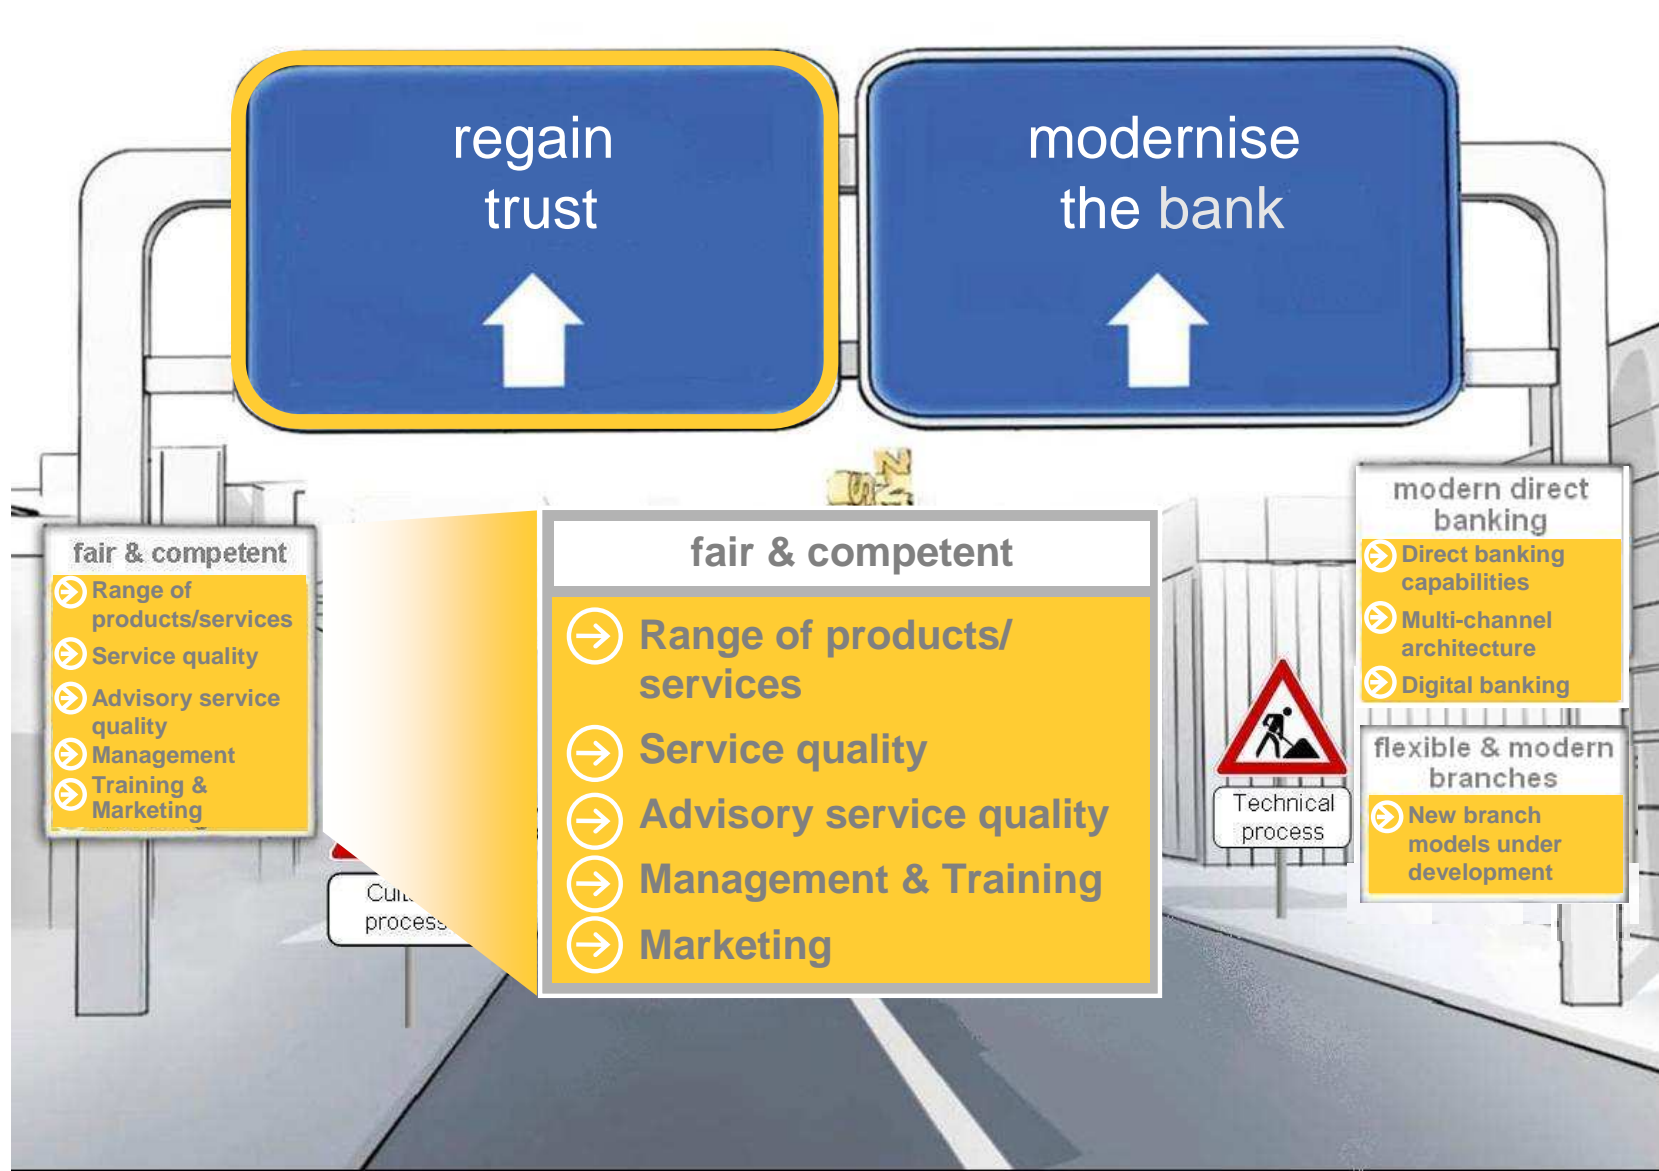 regain
trust
modernise
the bank
fair & competent
Range of
products/services
Service quality
Advisory service
quality
Management
Training &
Marketing
fair & competent
Range of products/
services
Service quality
Advisory service quality
Management & Training
Marketing
process
Technical
process
modern direct
banking
Direct banking
capabilities
Multi-channel
architecture
Digital banking
flexible & modern
branches
New branch
models under
development